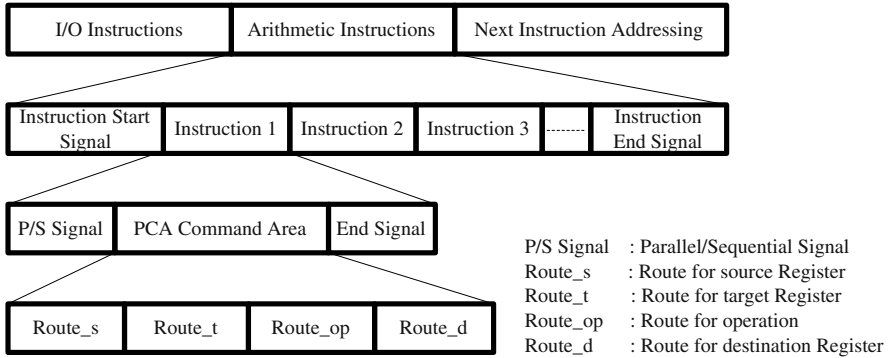 I/O Instructions Arithmetic Instructions Next Instruction Addressing
Instruction Start Signal Instruction 1 Instruction 2 Instruction 3 -------- Instruction End Signal
P/S Signal PCA Command Area End Signal
Route_s Route_t Route_op Route_d
P/S Signal : Parallel/Sequential Signal
Route_s : Route for source Register
Route_t : Route for target Register
Route_op : Route for operation
Route_d : Route for destination Register